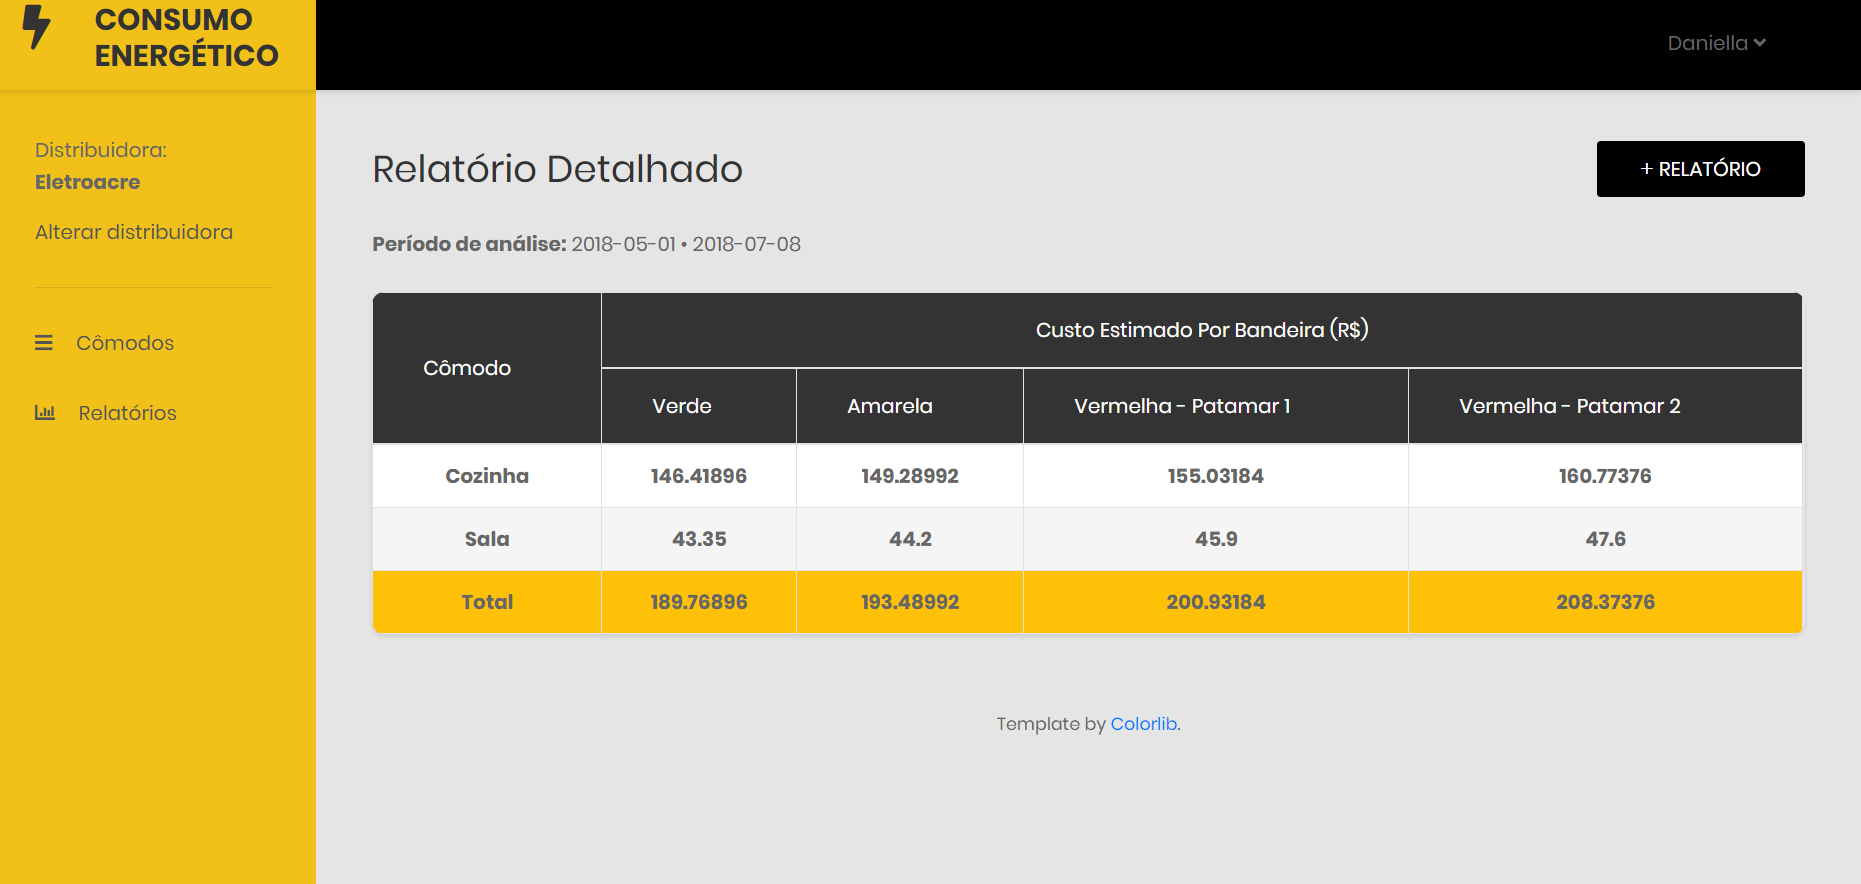 CONSUMO
ENERGÉTICO
Daniella
Distribuidora:
Eletroacre
Alterar distribuidora
Cômodos
Relatórios
Relatório Detalhado
+ RELATÓRIO
Período de análise: 2018-05-01 • 2018-07-08
Cômodo
Custo Estimado Por Bandeira (R$)
Verde Amarela Vermelha - Patamar 1 Vermelha - Patamar 2
Cozinha 146.41896 149.28992 155.03184 160.77376
Sala 43.35 44.2 45.9 47.6
Total 189.76896 193.48992 200.93184 208.37376
Template by Colorlib.